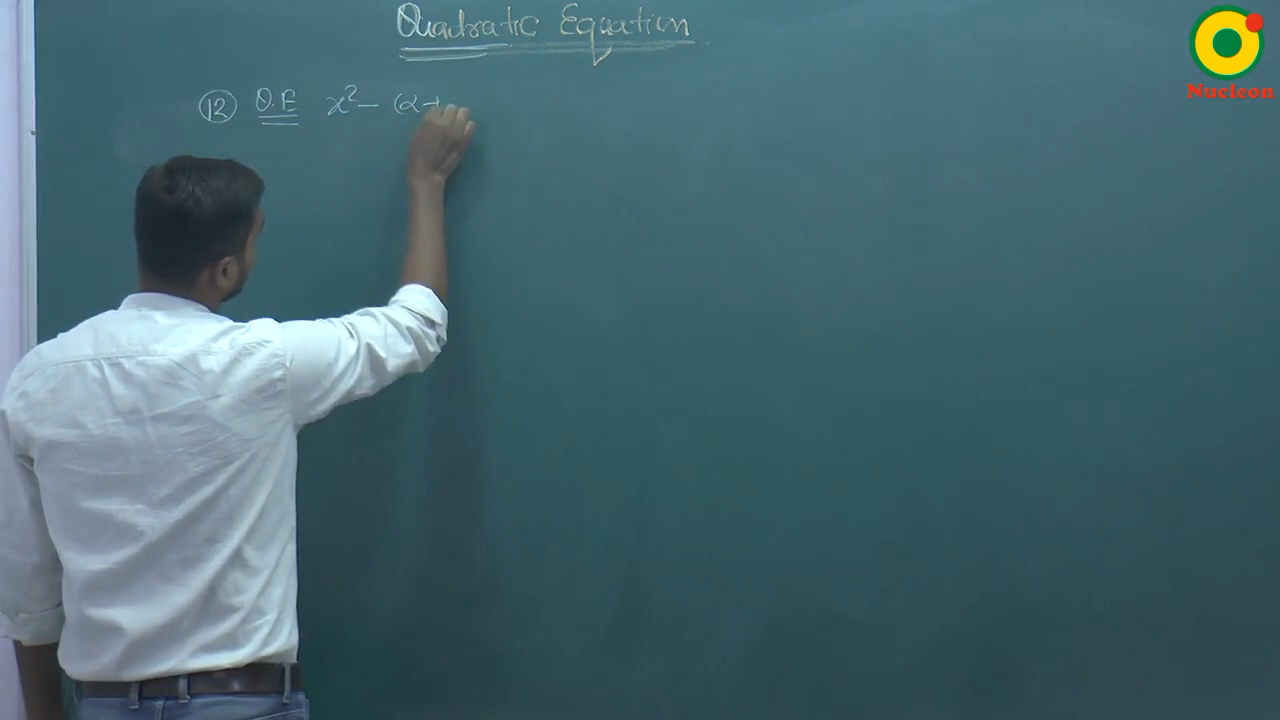 Quadratic Equation
Nucleon
12 Q.E x² - (α +